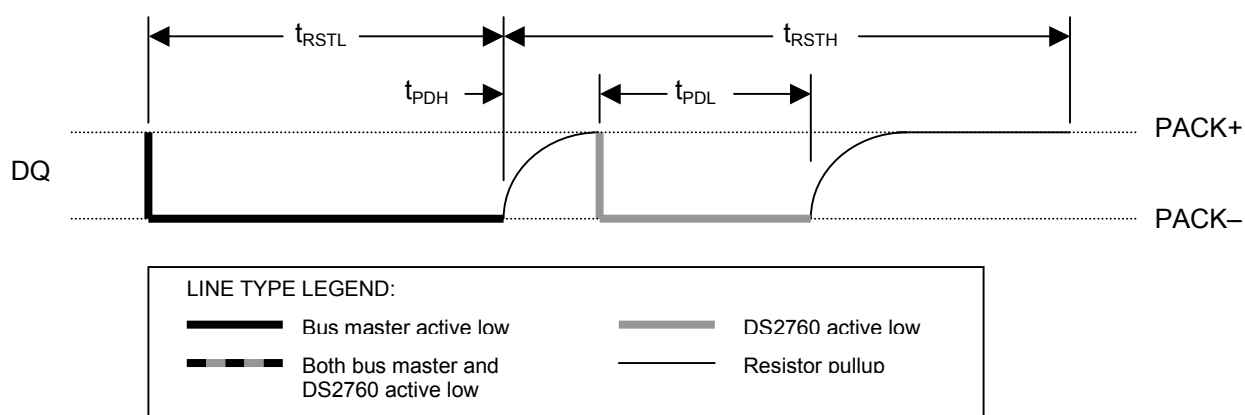 tRSTL tRSTH
tPDH tPDL
PACK+
DQ
PACK–
LINE TYPE LEGEND:
Bus master active low DS2760 active low
Both bus master and Resistor pullup
DS2760 active low